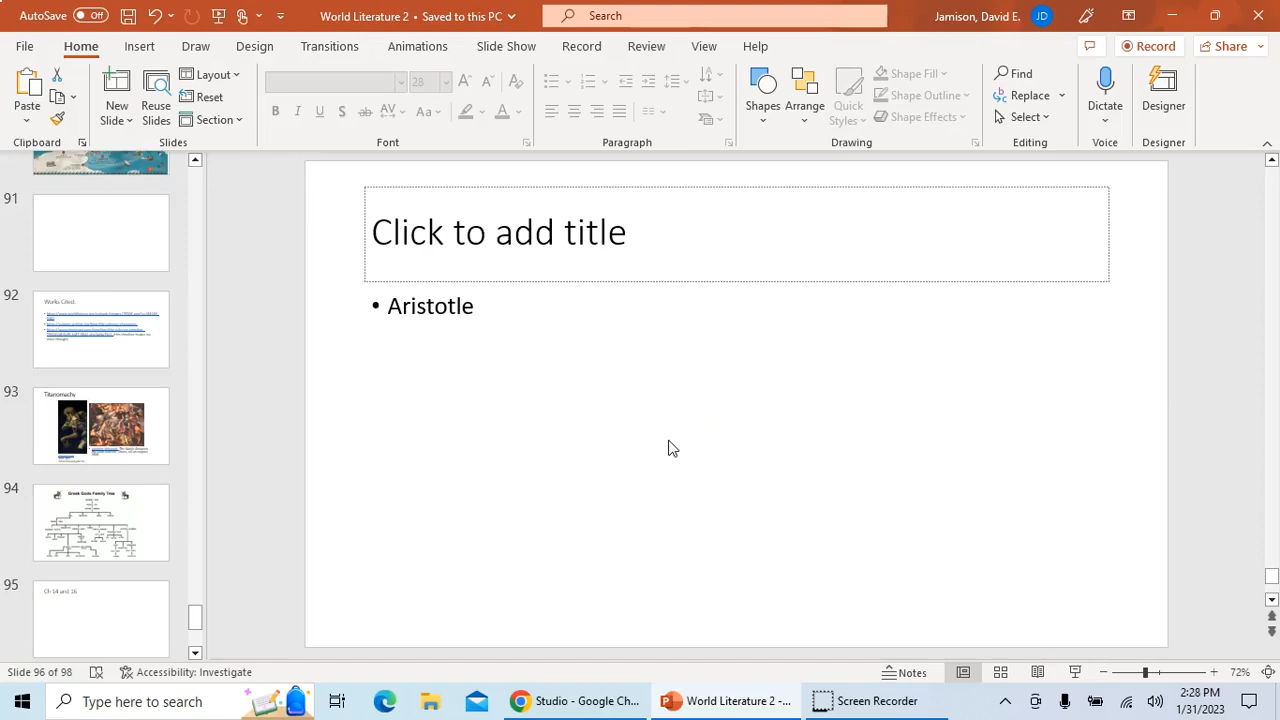 AutoSave Off World Literature 2 • Saved to this PC Search Jamison, David E. JD
File Home Insert Draw Design Transitions Animations Slide Show Record Review View Help Record Share
Paste New Slide Reuse Slides Layout Reset Section 28 Shapes Arrange Quick Styles Shape Fill Shape Outline Shape Effects Find Replace Select Dictate Designer
Clipboard Slides Font Paragraph Drawing Editing Voice Designer
91
92
Works Cited:
93
Titanomachy
94
Greek Gods Family Tree
95
Ch 14 and 16
Click to add title
• Aristotle
Slide 96 of 98 Accessibility: Investigate Notes 72%
Type here to search Studio - Google Ch... World Literature 2 -... Screen Recorder 2:28 PM
1/31/2023